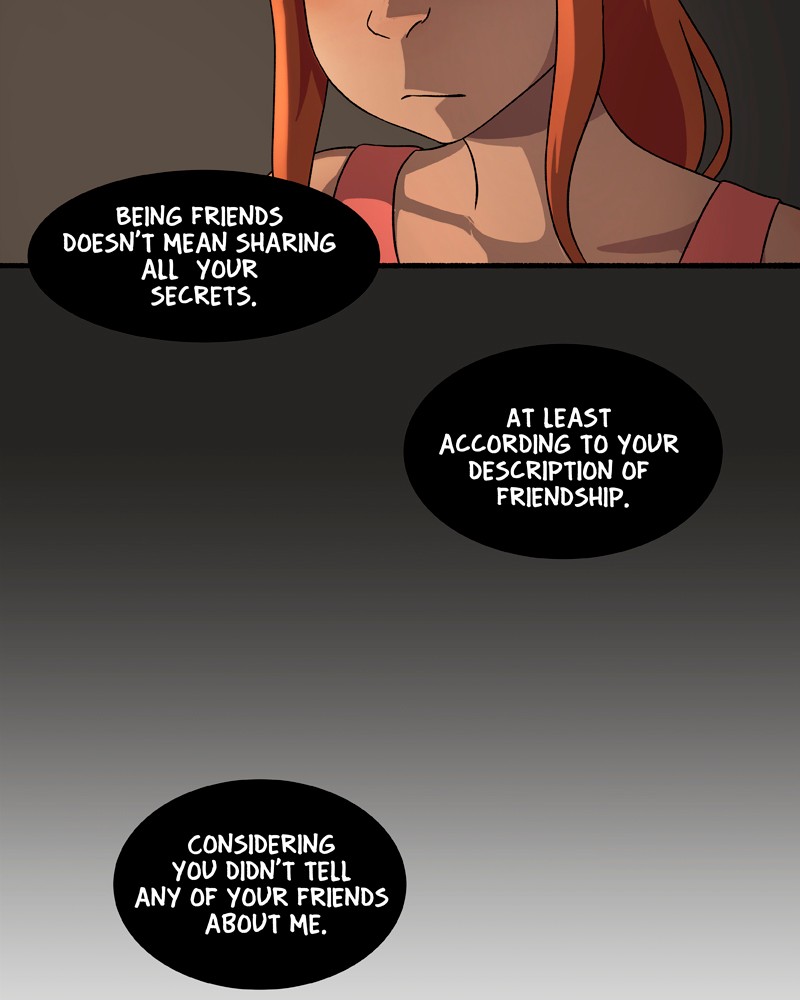 BEING FRIENDS
DOESN'T MEAN SHARING
ALL YOUR
SECRETS.
AT LEAST
ACCORDING TO YOUR
DESCRIPTION OF
FRIENDSHIP.
CONSIDERING
YOU DIDN'T TELL
ANY OF YOUR FRIENDS
ABOUT ME.